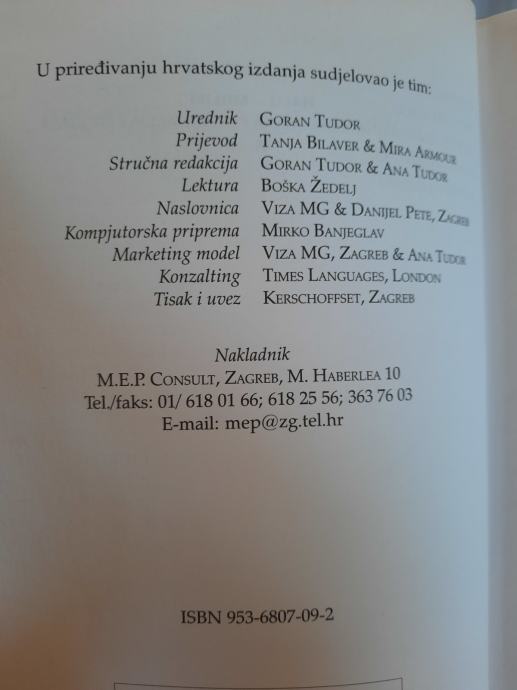 U priređivanju hrvatskog izdanja sudjelovao je tim:
Urednik GORAN TUDOR
Prijevod TANJA BILAVER & MIRA ARMOUR
Stručna redakcija GORAN TUDOR & ANA TUDOR
Lektura BOŠKA ŽEDELJ
Naslovnica VIZA MG & DANIJEL PETE, ZAGREB
Kompjutorska priprema MIRKO BANJEGLAV
Marketing model VIZA MG, ZAGREB & ANA TUDOR
Konzalting TIMES LANGUAGES, LONDON
Tisak i uvez KERSCHOFFSET, ZAGREB
Nakladnik
M.E.P. CONSULT, ZAGREB, M. HABERLEA 10
Tel./faks: 01/ 618 01 66; 618 25 56; 363 76 03
E-mail: mep@zg.tel.hr
ISBN 953-6807-09-2